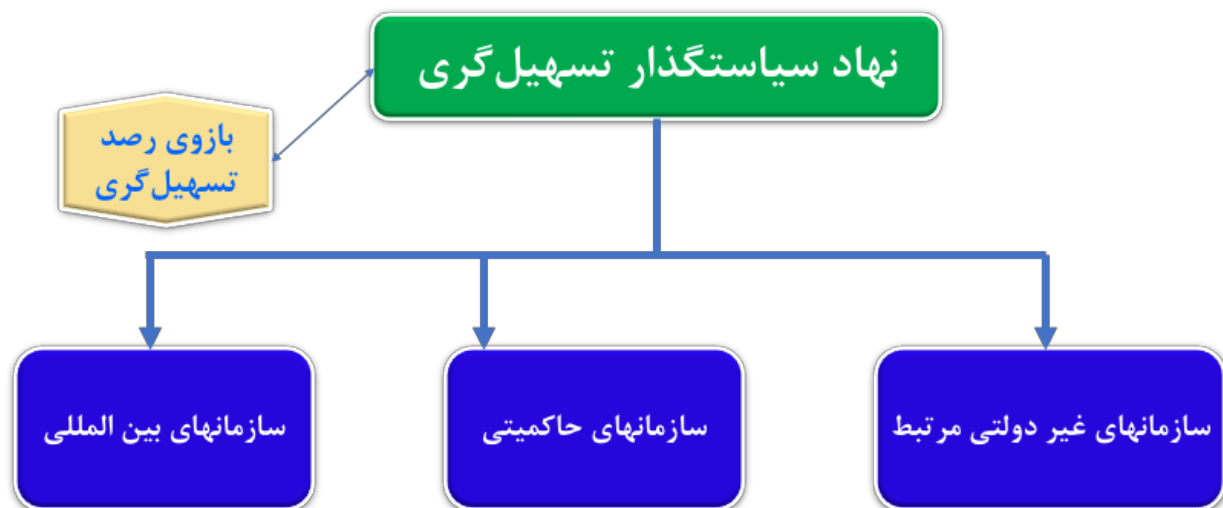 نهاد سیاستگذار تسهیل‌گری
بازوی رصد
تسهیل‌گری
سازمانهای غیر دولتی مرتبط
سازمانهای حاکمیتی
سازمانهای بین المللی